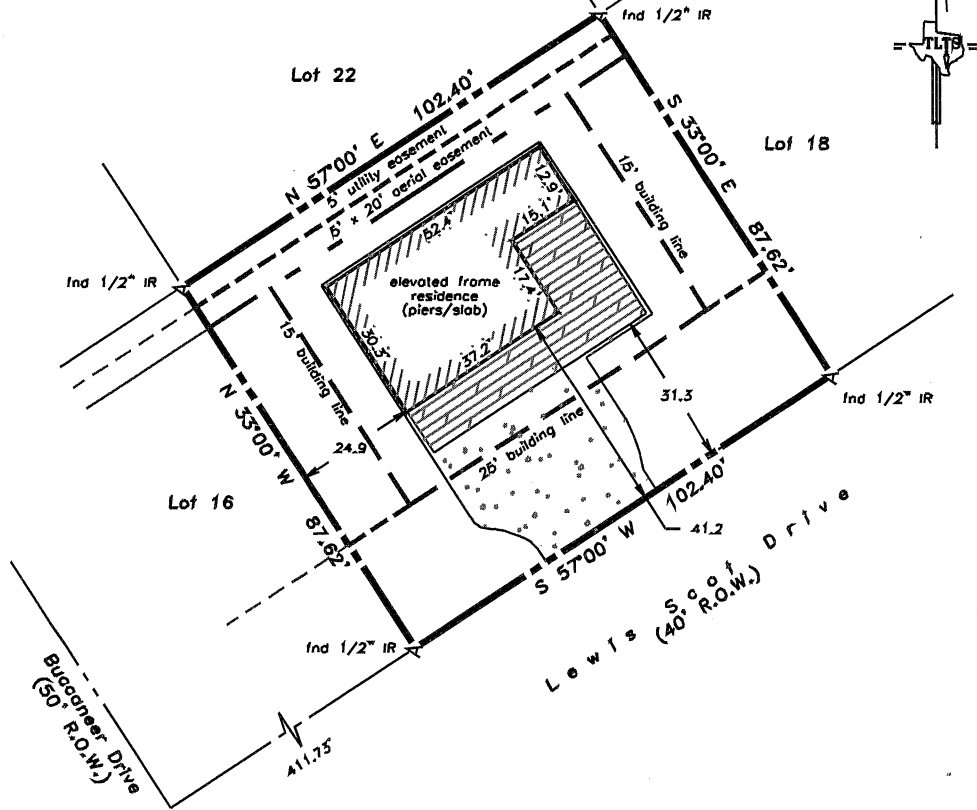 fnd 1/2" IR
TLTS
Lot 22
N 57°00' E 102.40'
5' utility easement
5' x 20' aerial easement
S 33°00' E
87.62'
Lot 18
15' building line
12.9'
15.1'
52.4'
17.4'
elevated frame
residence
(piers/slab)
fnd 1/2" IR
30.3'
37.2'
15' building line
N 33°00' W
87.62'
24.9
25' building line
31.3
fnd 1/2" IR
102.40'
41.2
S 57°00' W
Lot 16
Lewis Scot Drive
(40' R.O.W.)
fnd 1/2" IR
Buccaneer Drive
(50' R.O.W.)
411.75'